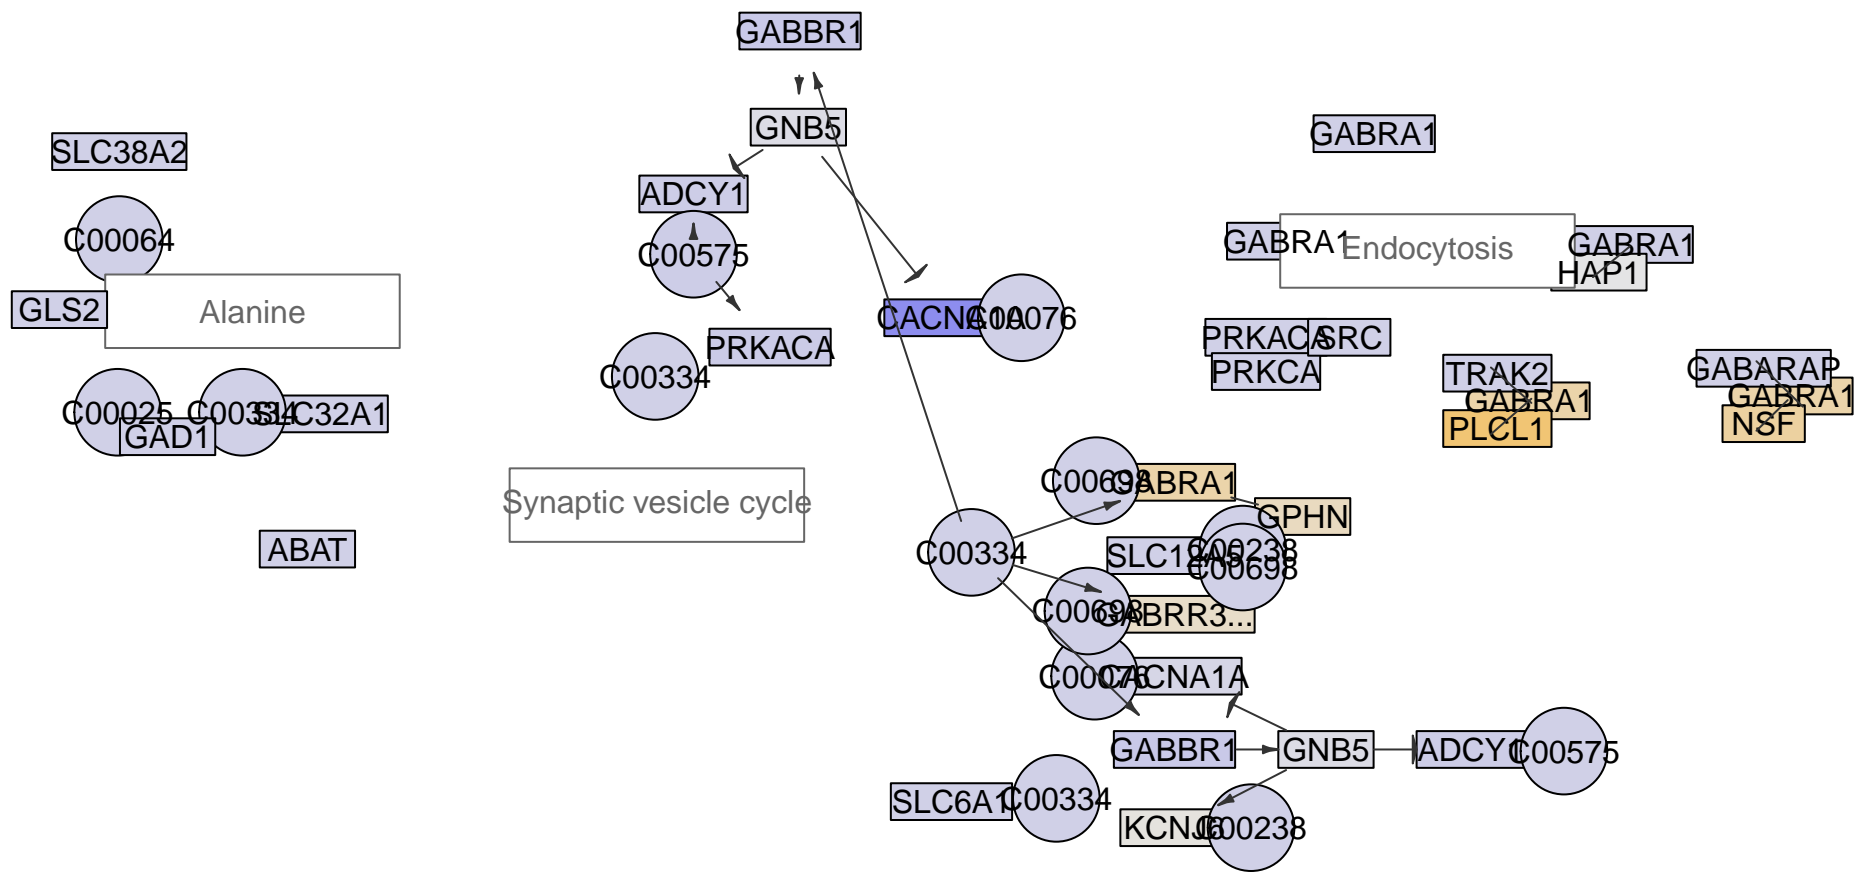 GABBR1
GNB5
SLC38A2
GABRA1
ADCY1
C00064
C00575
GABRA1
Endocytosis
GABRA1
HAP1
GLS2
Alanine
CACNA1A
C00076
PRKACA
C00334
PRKACA
SRC
PRKCA
TRAK2
GABRA1
PLCL1
GABARAP
GABRA1
NSF
C00025
C00334
SLC32A1
GAD1
Synaptic vesicle cycle
C00698
GABRA1
GPHN
ABAT
C00334
SLC12A5
C00238
C00698
C00698
GABRR3...
C00076
CACNA1A
GABBR1
GNB5
ADCY1
C00575
SLC6A1
C00334
KCNJ6
C00238